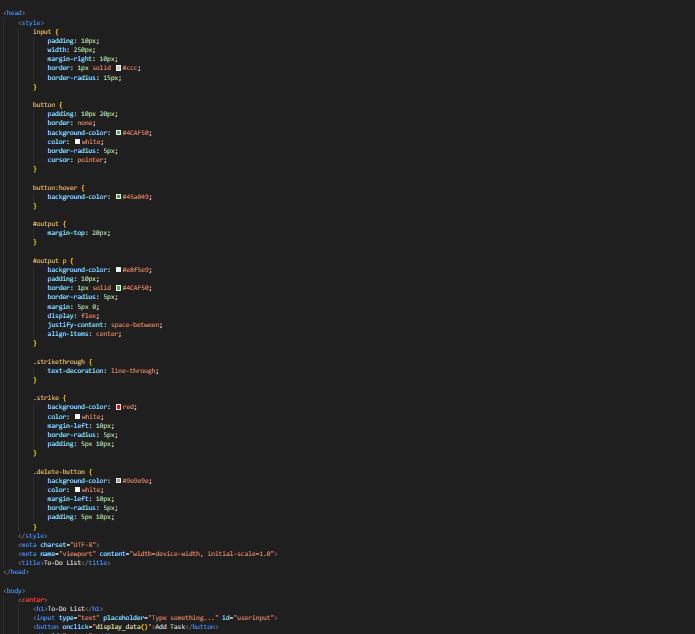 <head>
<style>
input {
padding: 10px;
width: 250px;
margin-right: 10px;
border: 1px solid #ccc;
border-radius: 15px;
}
button {
padding: 10px 20px;
border: none;
background-color: #4CAF50;
color: white;
border-radius: 5px;
cursor: pointer;
}
button:hover {
background-color: #45a049;
}
#output {
margin-top: 20px;
}
#output p {
background-color: #e8f5e9;
padding: 10px;
border: 1px solid #4CAF50;
border-radius: 5px;
margin: 5px 0;
display: flex;
justify-content: space-between;
align-items: center;
}
.strikethrough {
text-decoration: line-through;
}
.strike {
background-color: red;
color: white;
margin-left: 10px;
border-radius: 5px;
padding: 5px 10px;
}
.delete-button {
background-color: #9e9e9e;
color: white;
margin-left: 10px;
border-radius: 5px;
padding: 5px 10px;
}
</style>
<meta charset="UTF-8">
<meta name="viewport" content="width=device-width, initial-scale=1.0">
<title>To-Do List</title>
</head>
<body>
<center>
<h1>To-Do List</h1>
<input type="text" placeholder="Type something..." id="userinput">
<button onclick="display_data()">Add Task</button>